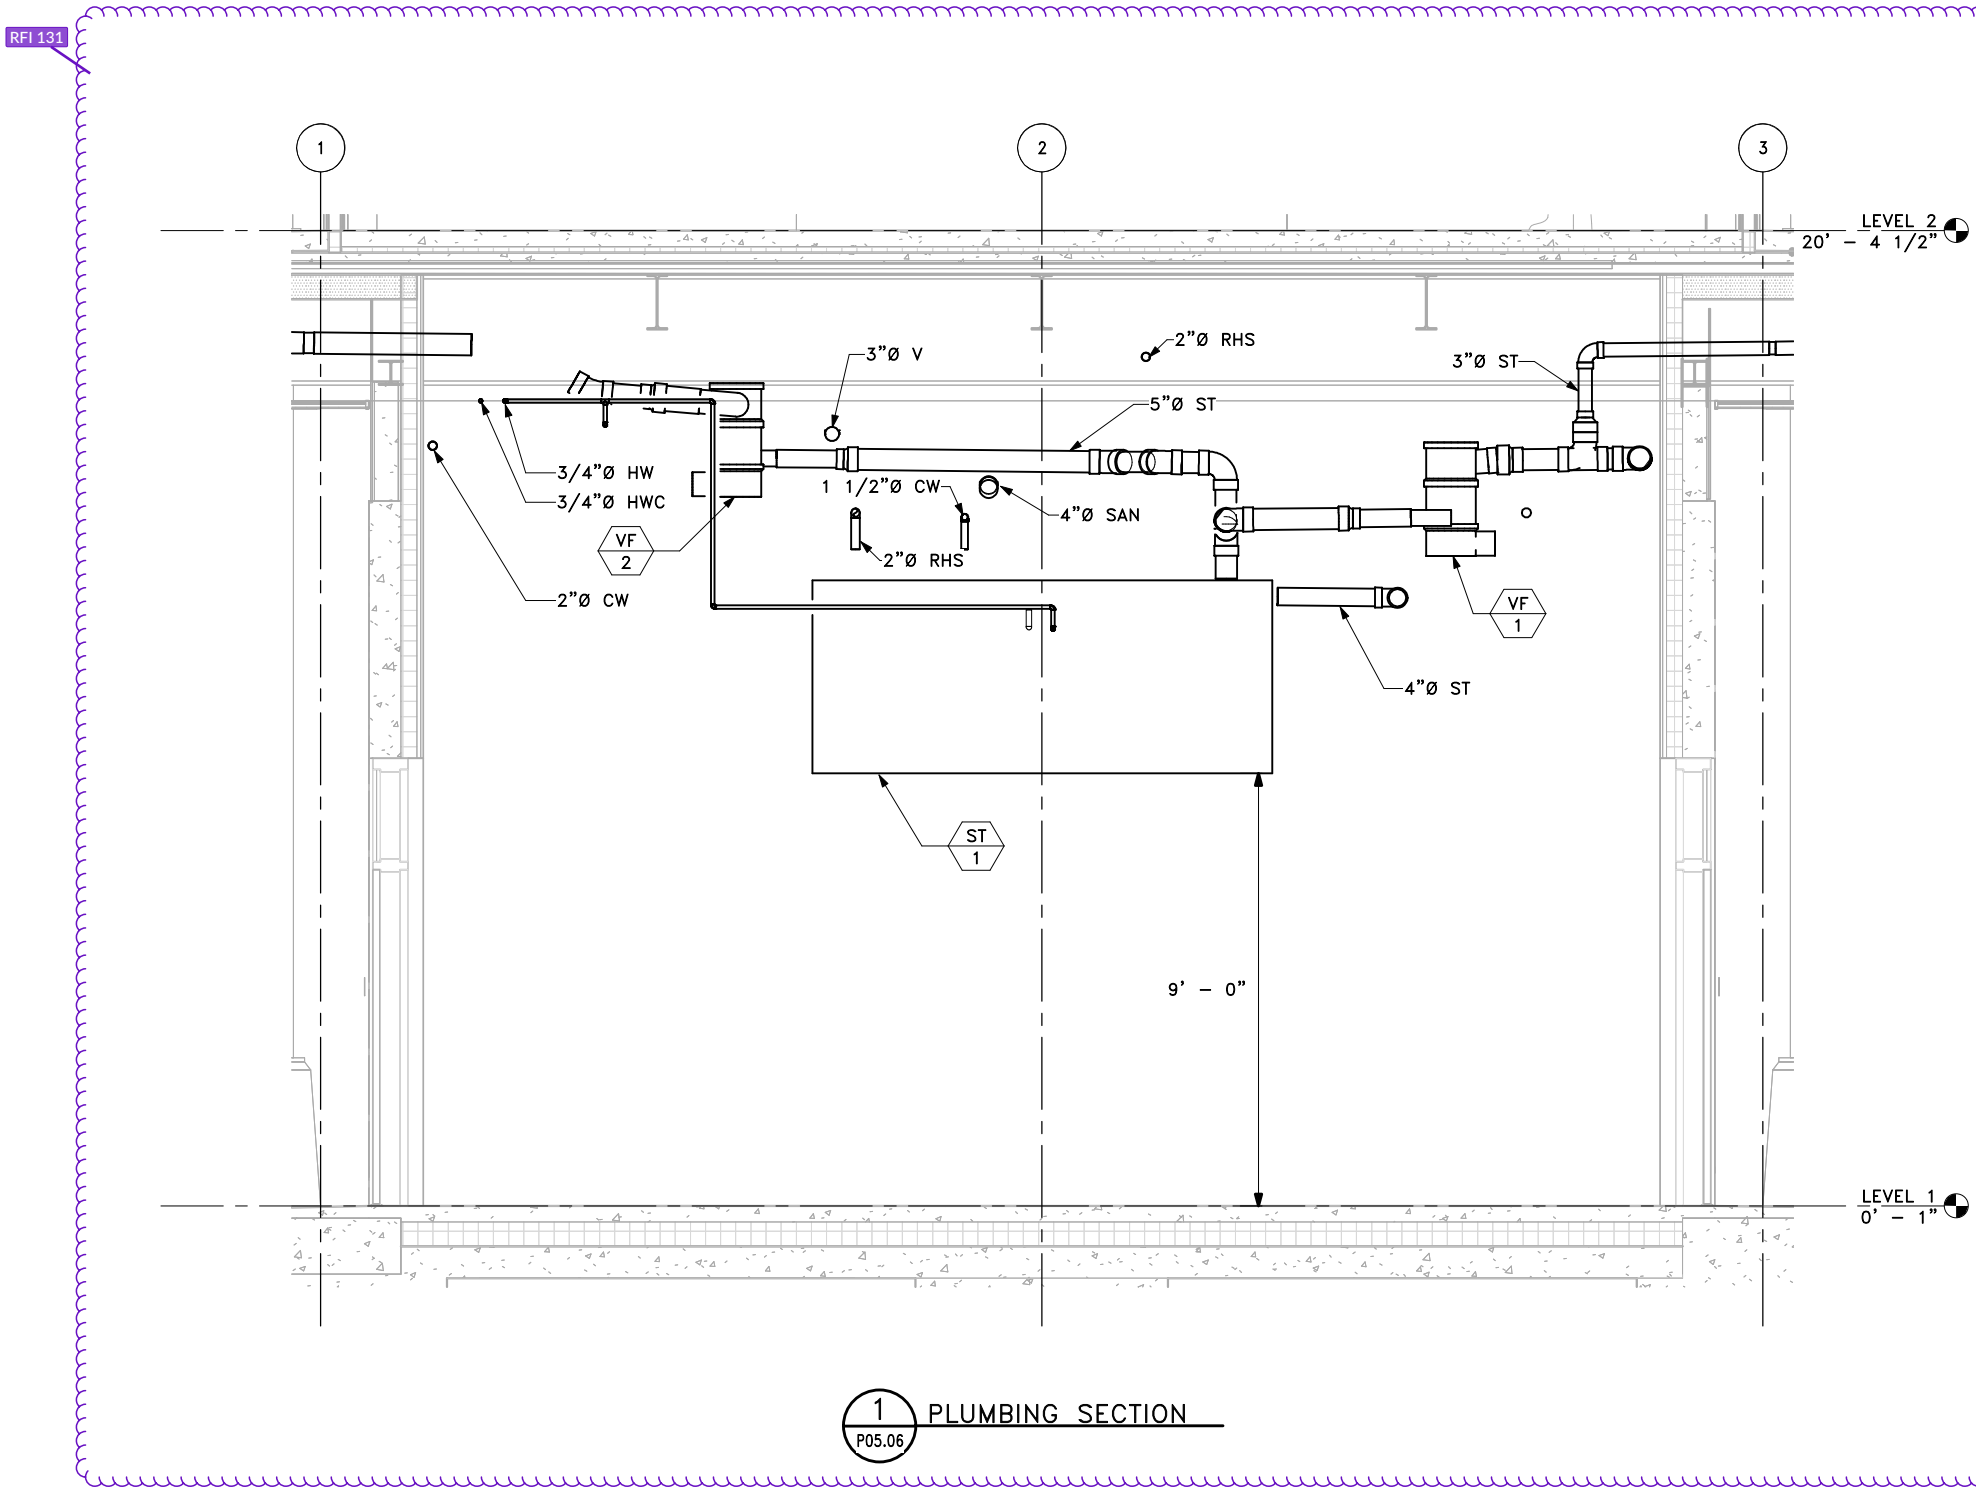 RFI 131
1
2
3
LEVEL 2
20' - 4 1/2"
3"Ø V
2"Ø RHS
3"Ø ST
5"Ø ST
3/4"Ø HW
3/4"Ø HWC
1 1/2"Ø CW
4"Ø SAN
VF
2
2"Ø RHS
2"Ø CW
VF
1
4"Ø ST
ST
1
9' - 0"
LEVEL 1
0' - 1"
1
PLUMBING SECTION
P05.06